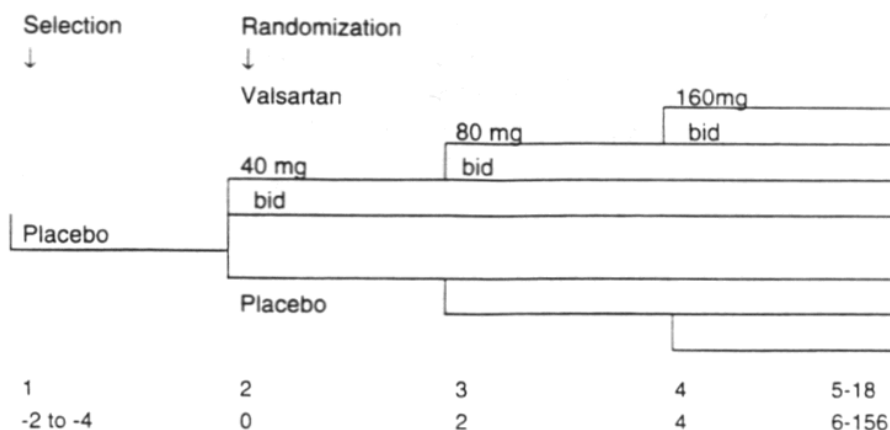 Selection Randomization
↓ ↓
Valsartan
160mg
80 mg bid
40 mg bid
bid
Placebo
Placebo
1 2 3 4 5-18
-2 to -4 0 2 4 6-156